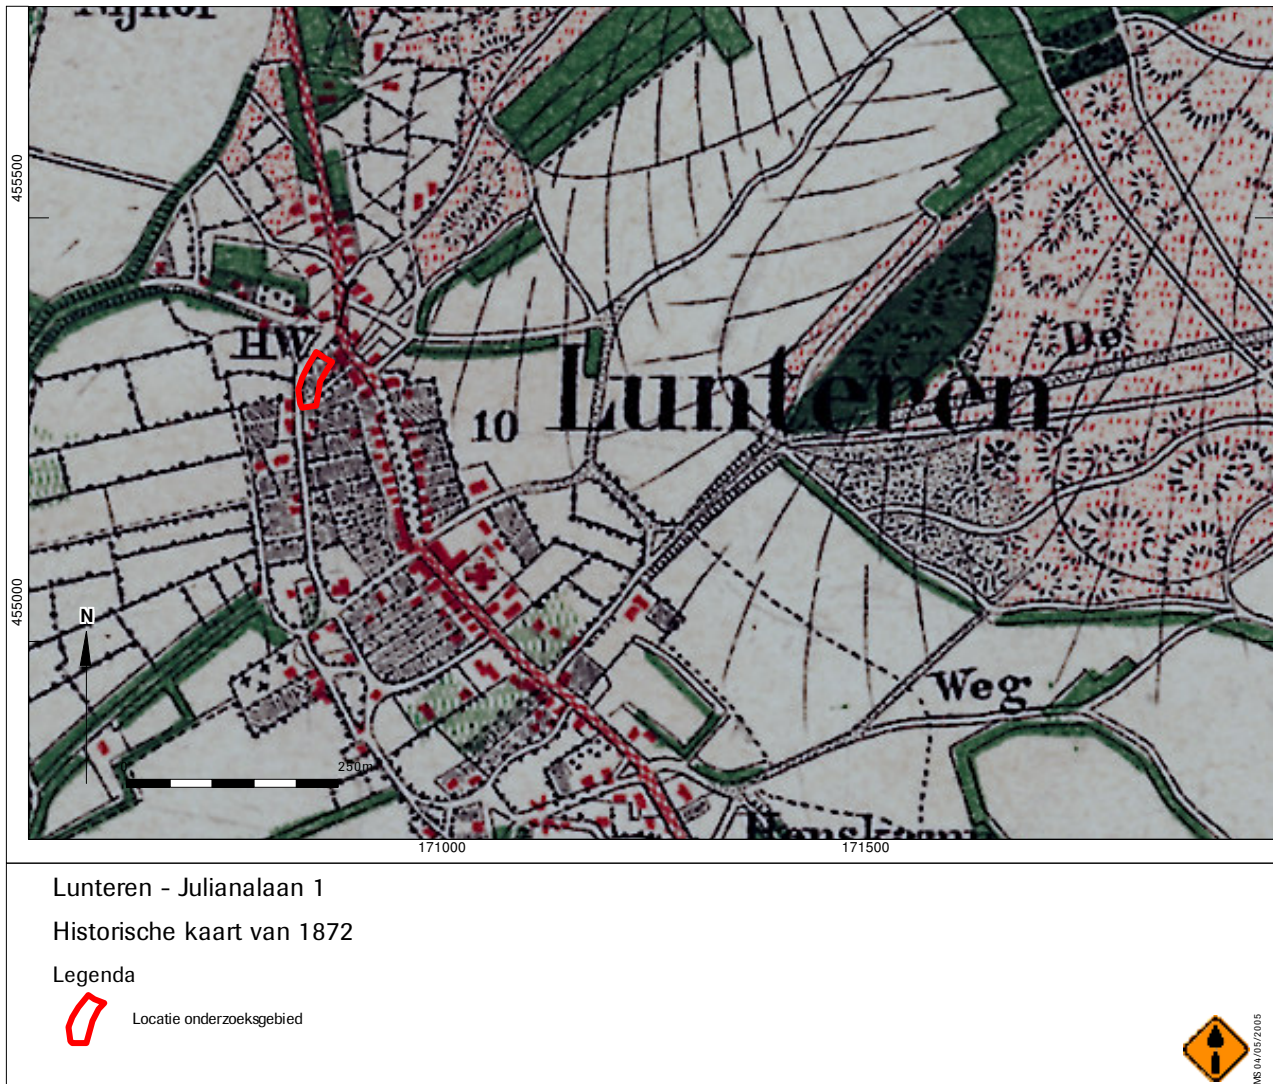 455500
HW
De
Lunteren
10
455000
N
Weg
250m
171000
171500
Lunteren - Julianalaan 1
Historische kaart van 1872
Legenda
Locatie onderzoeksgebied
MS 04/05/2005